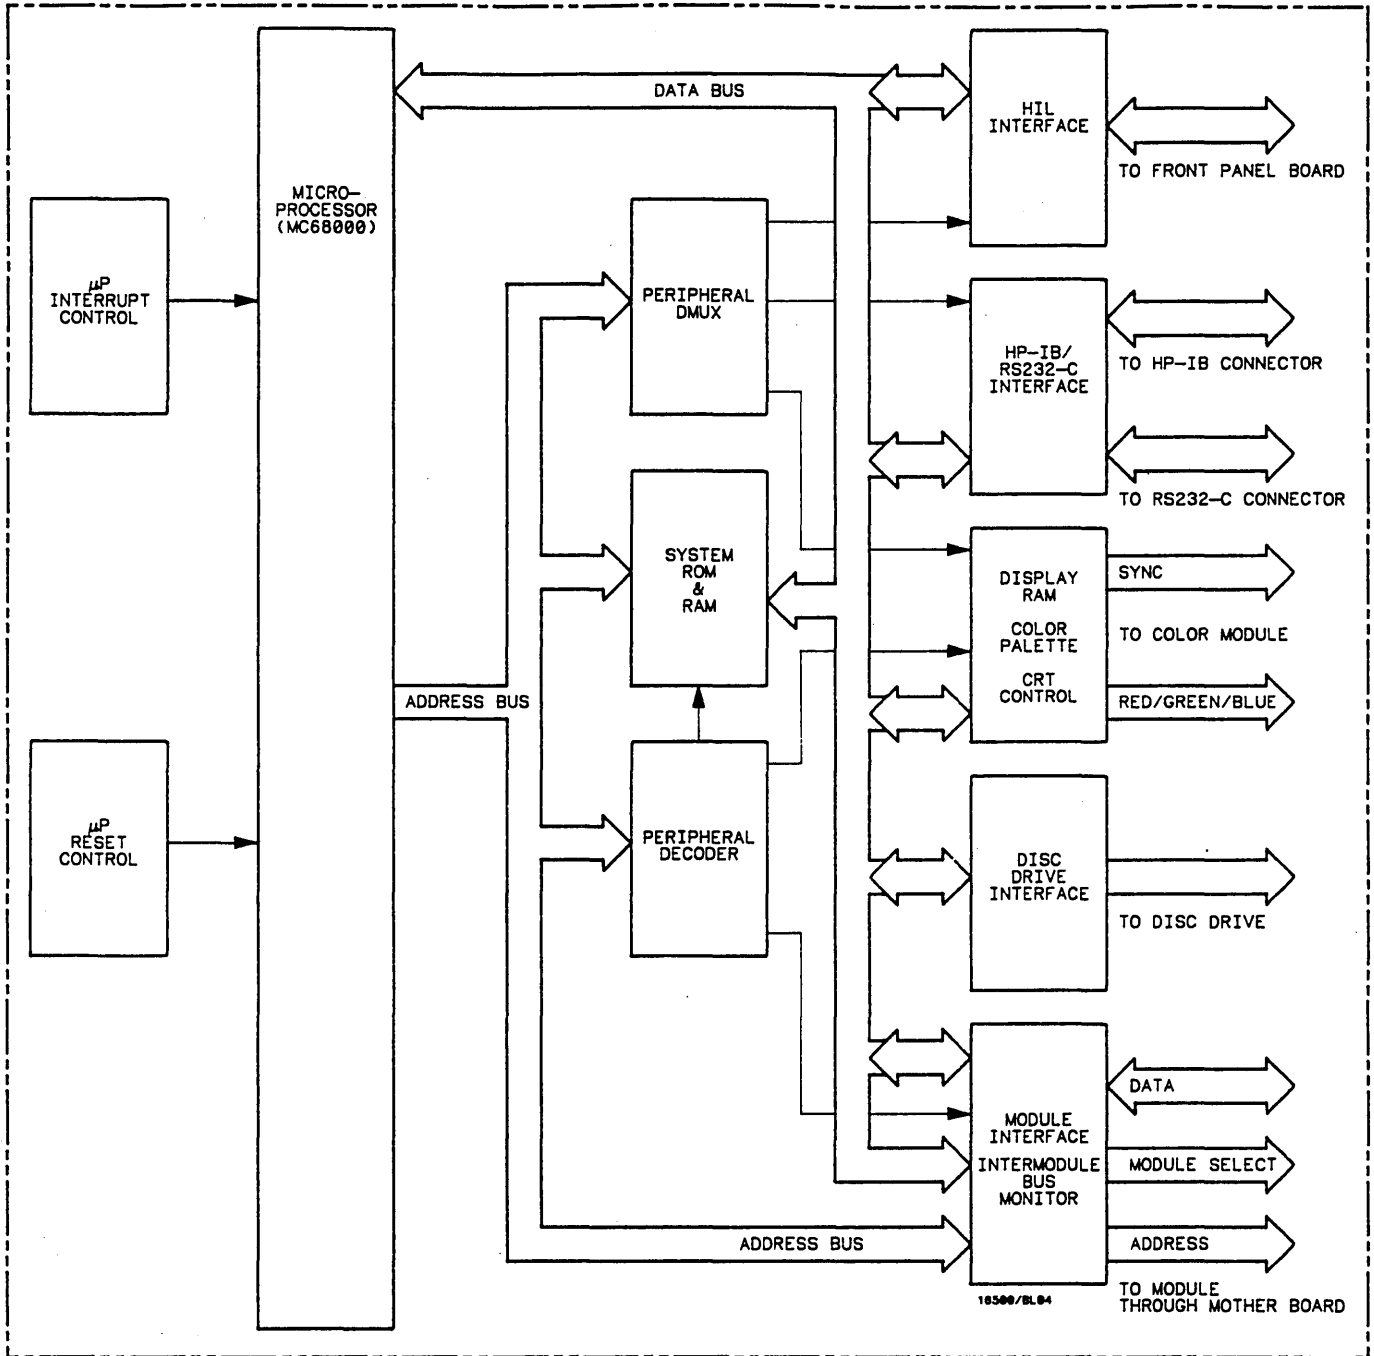 DATA BUS
HIL
INTERFACE
TO FRONT PANEL BOARD
MICRO-
PROCESSOR
(MC68000)
µP
INTERRUPT
CONTROL
PERIPHERAL
DMUX
HP-IB/
RS232-C
INTERFACE
TO HP-IB CONNECTOR
TO RS232-C CONNECTOR
SYSTEM
ROM
&
RAM
DISPLAY
RAM
COLOR
PALETTE
CRT
CONTROL
SYNC
TO COLOR MODULE
RED/GREEN/BLUE
ADDRESS BUS
µP
RESET
CONTROL
PERIPHERAL
DECODER
DISC
DRIVE
INTERFACE
TO DISC DRIVE
MODULE
INTERFACE
INTERMODULE
BUS
MONITOR
DATA
MODULE SELECT
ADDRESS BUS
ADDRESS
TO MODULE
THROUGH MOTHER BOARD
16500/BL04